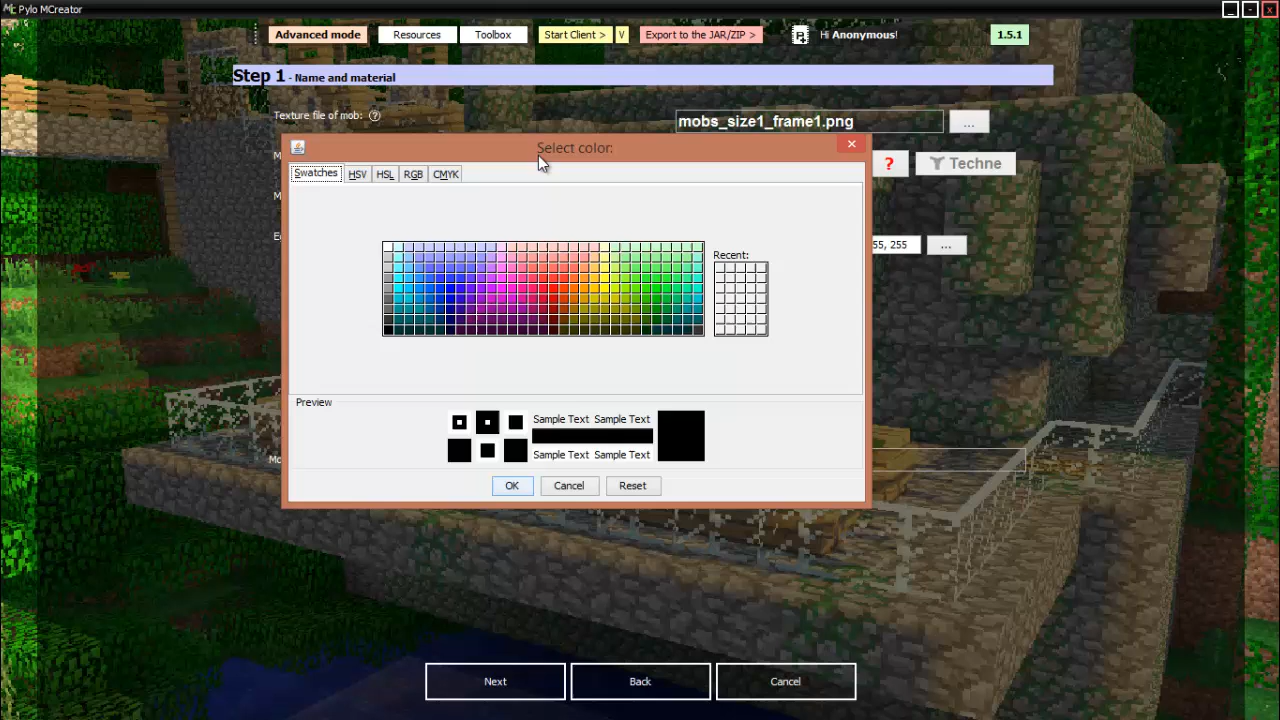 Pylo MCreator
Advanced mode Resources Toolbox Start Client > V Export to the JAR/ZIP > Hi Anonymous! 1.5.1
Step 1 - Name and material
Texture file of mob: ? mobs_size1_frame1.png ...
Select color:
? Techne
Swatches HSV HSL RGB CMYK
55, 255 ...
Recent:
Preview
Sample Text Sample Text
Sample Text Sample Text
OK Cancel Reset
Next Back Cancel